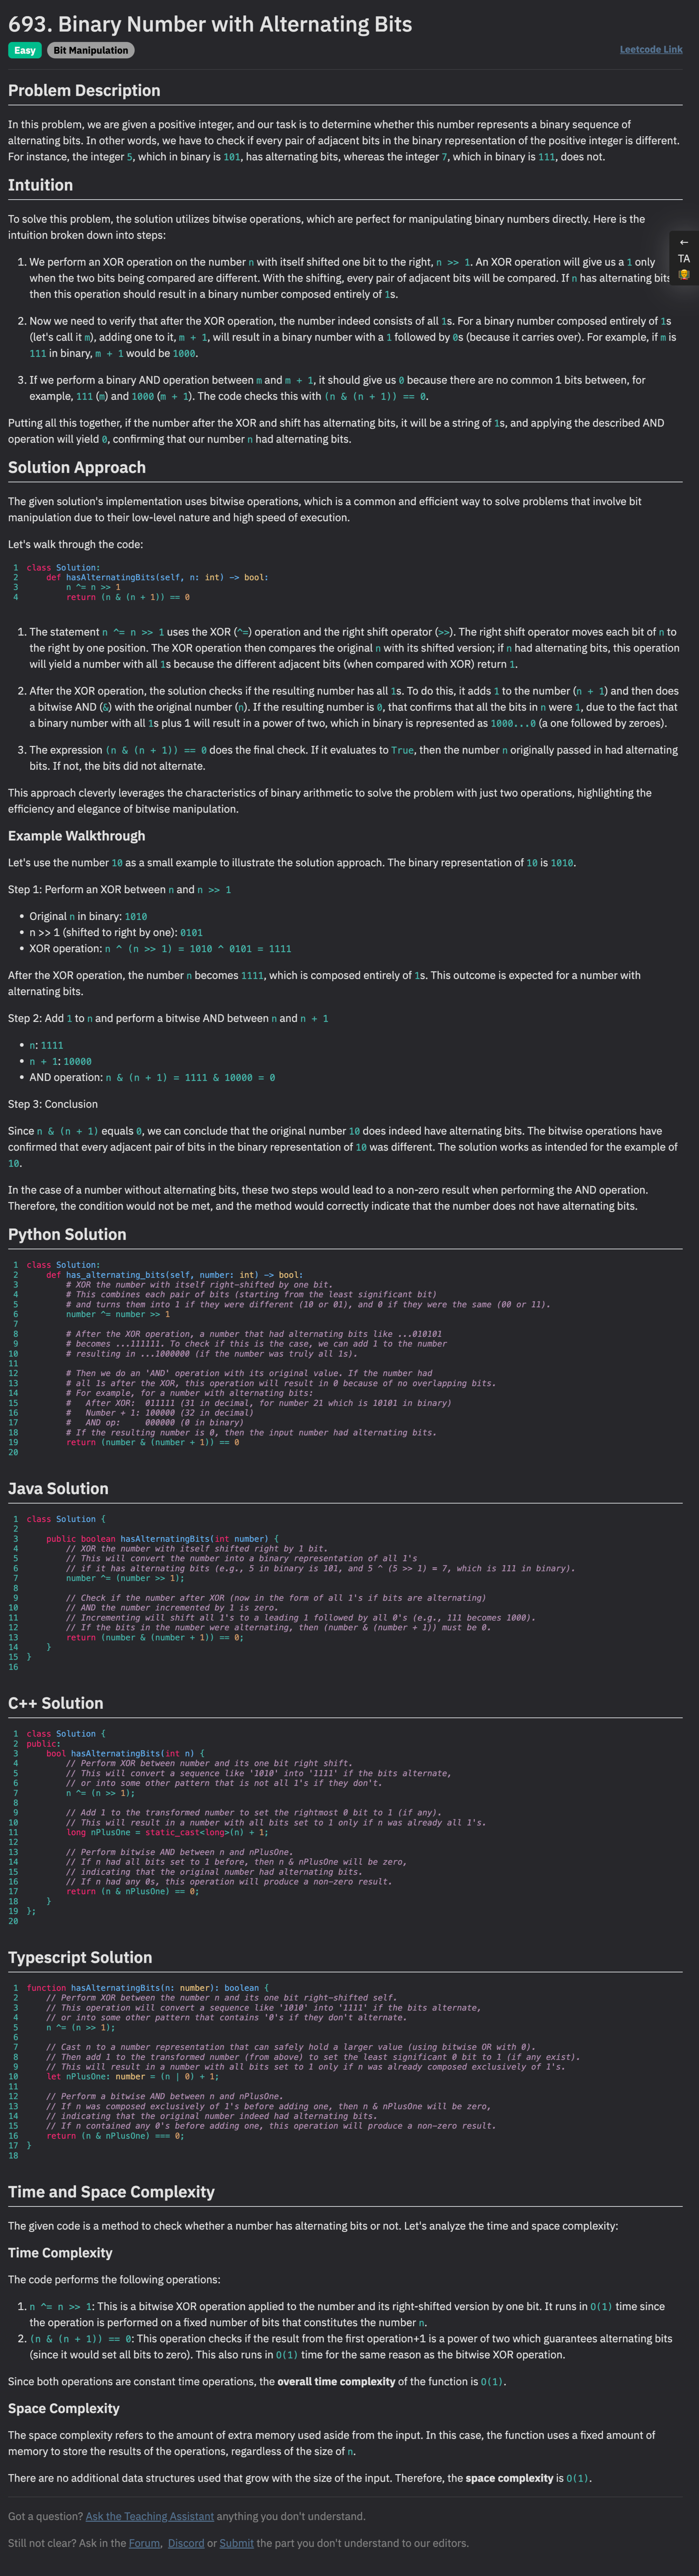 693. Binary Number with Alternating Bits
Easy
Bit Manipulation
Leetcode Link
Problem Description
In this problem, we are given a positive integer, and our task is to determine whether this number represents a binary sequence of
alternating bits. In other words, we have to check if every pair of adjacent bits in the binary representation of the positive integer is different.
For instance, the integer 5, which in binary is 101, has alternating bits, whereas the integer 7, which in binary is 111, does not.
Intuition
To solve this problem, the solution utilizes bitwise operations, which are perfect for manipulating binary numbers directly. Here is the
intuition broken down into steps:
←
TA
1. We perform an XOR operation on the number n with itself shifted one bit to the right, n >> 1. An XOR operation will give us a 1 only
when the two bits being compared are different. With the shifting, every pair of adjacent bits will be compared. If n has alternating bits
then this operation should result in a binary number composed entirely of 1s.
2. Now we need to verify that after the XOR operation, the number indeed consists of all 1s. For a binary number composed entirely of 1s
(let's call it m), adding one to it, m + 1, will result in a binary number with a 1 followed by 0s (because it carries over). For example, if m is
111 in binary, m + 1 would be 1000.
3. If we perform a binary AND operation between m and m + 1, it should give us 0 because there are no common 1 bits between, for
example, 111 (m) and 1000 (m + 1). The code checks this with (n & (n + 1)) == 0.
Putting all this together, if the number after the XOR and shift has alternating bits, it will be a string of 1s, and applying the described AND
operation will yield 0, confirming that our number n had alternating bits.
Solution Approach
The given solution's implementation uses bitwise operations, which is a common and efficient way to solve problems that involve bit
manipulation due to their low-level nature and high speed of execution.
Let's walk through the code:
1 class Solution:
2     def hasAlternatingBits(self, n: int) -> bool:
3         n ^= n >> 1
4         return (n & (n + 1)) == 0
1. The statement n ^= n >> 1 uses the XOR (^=) operation and the right shift operator (>>). The right shift operator moves each bit of n to
the right by one position. The XOR operation then compares the original n with its shifted version; if n had alternating bits, this operation
will yield a number with all 1s because the different adjacent bits (when compared with XOR) return 1.
2. After the XOR operation, the solution checks if the resulting number has all 1s. To do this, it adds 1 to the number (n + 1) and then does
a bitwise AND (&) with the original number (n). If the resulting number is 0, that confirms that all the bits in n were 1, due to the fact that
a binary number with all 1s plus 1 will result in a power of two, which in binary is represented as 1000...0 (a one followed by zeroes).
3. The expression (n & (n + 1)) == 0 does the final check. If it evaluates to True, then the number n originally passed in had alternating
bits. If not, the bits did not alternate.
This approach cleverly leverages the characteristics of binary arithmetic to solve the problem with just two operations, highlighting the
efficiency and elegance of bitwise manipulation.
Example Walkthrough
Let's use the number 10 as a small example to illustrate the solution approach. The binary representation of 10 is 1010.
Step 1: Perform an XOR between n and n >> 1
• Original n in binary: 1010
• n >> 1 (shifted to right by one): 0101
• XOR operation: n ^ (n >> 1) = 1010 ^ 0101 = 1111
After the XOR operation, the number n becomes 1111, which is composed entirely of 1s. This outcome is expected for a number with
alternating bits.
Step 2: Add 1 to n and perform a bitwise AND between n and n + 1
• n: 1111
• n + 1: 10000
• AND operation: n & (n + 1) = 1111 & 10000 = 0
Step 3: Conclusion
Since n & (n + 1) equals 0, we can conclude that the original number 10 does indeed have alternating bits. The bitwise operations have
confirmed that every adjacent pair of bits in the binary representation of 10 was different. The solution works as intended for the example of
10.
In the case of a number without alternating bits, these two steps would lead to a non-zero result when performing the AND operation.
Therefore, the condition would not be met, and the method would correctly indicate that the number does not have alternating bits.
Python Solution
1 class Solution:
2     def has_alternating_bits(self, number: int) -> bool:
3         # XOR the number with itself right-shifted by one bit.
4         # This combines each pair of bits (starting from the least significant bit)
5         # and turns them into 1 if they were different (10 or 01), and 0 if they were the same (00 or 11).
6         number ^= number >> 1
7
8         # After the XOR operation, a number that had alternating bits like ...010101
9         # becomes ...111111. To check if this is the case, we can add 1 to the number
10         # resulting in ...1000000 (if the number was truly all 1s).
11
12         # Then we do an 'AND' operation with its original value. If the number had
13         # all 1s after the XOR, this operation will result in 0 because of no overlapping bits.
14         # For example, for a number with alternating bits:
15         #   After XOR:  011111 (31 in decimal, for number 21 which is 10101 in binary)
16         #   Number + 1: 100000 (32 in decimal)
17         #   AND op:     000000 (0 in binary)
18         # If the resulting number is 0, then the input number had alternating bits.
19         return (number & (number + 1)) == 0
20
Java Solution
1 class Solution {
2
3     public boolean hasAlternatingBits(int number) {
4         // XOR the number with itself shifted right by 1 bit.
5         // This will convert the number into a binary representation of all 1's
6         // if it has alternating bits (e.g., 5 in binary is 101, and 5 ^ (5 >> 1) = 7, which is 111 in binary).
7         number ^= (number >> 1);
8
9         // Check if the number after XOR (now in the form of all 1's if bits are alternating)
10         // AND the number incremented by 1 is zero.
11         // Incrementing will shift all 1's to a leading 1 followed by all 0's (e.g., 111 becomes 1000).
12         // If the bits in the number were alternating, then (number & (number + 1)) must be 0.
13         return (number & (number + 1)) == 0;
14     }
15 }
16
C++ Solution
1 class Solution {
2 public:
3     bool hasAlternatingBits(int n) {
4         // Perform XOR between number and its one bit right shift.
5         // This will convert a sequence like '1010' into '1111' if the bits alternate,
6         // or into some other pattern that is not all 1's if they don't.
7         n ^= (n >> 1);
8
9         // Add 1 to the transformed number to set the rightmost 0 bit to 1 (if any).
10         // This will result in a number with all bits set to 1 only if n was already all 1's.
11         long nPlusOne = static_cast<long>(n) + 1;
12
13         // Perform bitwise AND between n and nPlusOne.
14         // If n had all bits set to 1 before, then n & nPlusOne will be zero,
15         // indicating that the original number had alternating bits.
16         // If n had any 0s, this operation will produce a non-zero result.
17         return (n & nPlusOne) == 0;
18     }
19 };
20
Typescript Solution
1 function hasAlternatingBits(n: number): boolean {
2     // Perform XOR between the number n and its one bit right-shifted self.
3     // This operation will convert a sequence like '1010' into '1111' if the bits alternate,
4     // or into some other pattern that contains '0's if they don't alternate.
5     n ^= (n >> 1);
6
7     // Cast n to a number representation that can safely hold a larger value (using bitwise OR with 0).
8     // Then add 1 to the transformed number (from above) to set the least significant 0 bit to 1 (if any exist).
9     // This will result in a number with all bits set to 1 only if n was already composed exclusively of 1's.
10     let nPlusOne: number = (n | 0) + 1;
11
12     // Perform a bitwise AND between n and nPlusOne.
13     // If n was composed exclusively of 1's before adding one, then n & nPlusOne will be zero,
14     // indicating that the original number indeed had alternating bits.
15     // If n contained any 0's before adding one, this operation will produce a non-zero result.
16     return (n & nPlusOne) === 0;
17 }
18
Time and Space Complexity
The given code is a method to check whether a number has alternating bits or not. Let's analyze the time and space complexity:
Time Complexity
The code performs the following operations:
1. n ^= n >> 1: This is a bitwise XOR operation applied to the number and its right-shifted version by one bit. It runs in O(1) time since
the operation is performed on a fixed number of bits that constitutes the number n.
2. (n & (n + 1)) == 0: This operation checks if the result from the first operation+1 is a power of two which guarantees alternating bits
(since it would set all bits to zero). This also runs in O(1) time for the same reason as the bitwise XOR operation.
Since both operations are constant time operations, the overall time complexity of the function is O(1).
Space Complexity
The space complexity refers to the amount of extra memory used aside from the input. In this case, the function uses a fixed amount of
memory to store the results of the operations, regardless of the size of n.
There are no additional data structures used that grow with the size of the input. Therefore, the space complexity is O(1).
Got a question? Ask the Teaching Assistant anything you don't understand.
Still not clear? Ask in the Forum, Discord or Submit the part you don't understand to our editors.